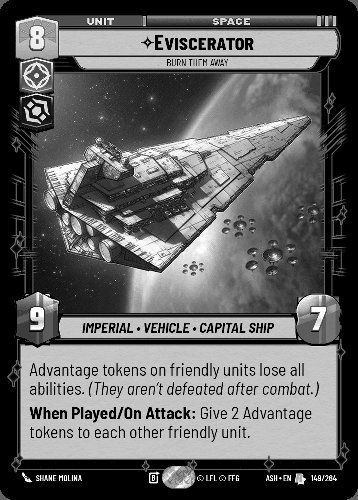 UNIT
SPACE
8
EVISCERATOR
BURN THEM AWAY
9
IMPERIAL • VEHICLE • CAPITAL SHIP
7
Advantage tokens on friendly units lose all
abilities. (They aren't defeated after combat.)
When Played/On Attack: Give 2 Advantage
tokens to each other friendly unit.
SHANE MOLINA
© LFL © FFG
ASH • EN
149/264